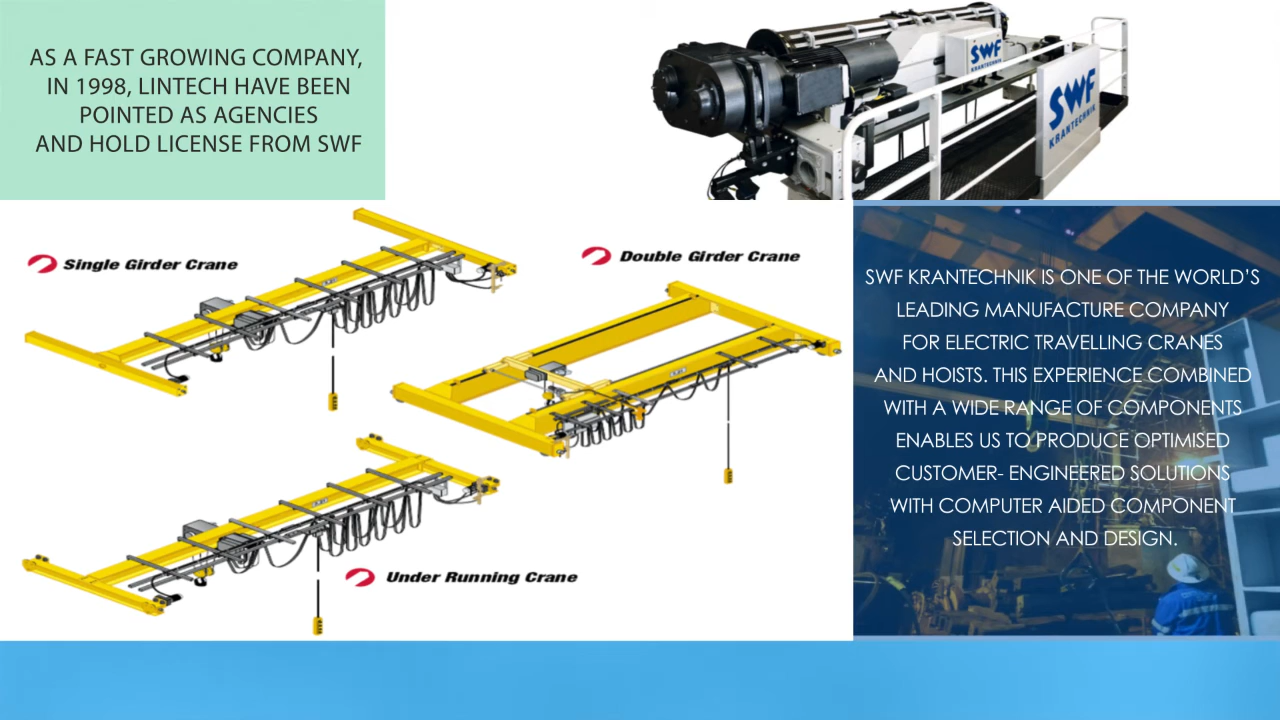 AS A FAST GROWING COMPANY,
IN 1998, LINTECH HAVE BEEN
POINTED AS AGENCIES
AND HOLD LICENSE FROM SWF
SWF
KRANTECHNIK
SWF
KRANTECHNIK
Single Girder Crane
Double Girder Crane
Under Running Crane
SWF KRANTECHNIK IS ONE OF THE WORLD'S
LEADING MANUFACTURE COMPANY
FOR ELECTRIC TRAVELLING CRANES
AND HOISTS. THIS EXPERIENCE COMBINED
WITH A WIDE RANGE OF COMPONENTS
ENABLES US TO PRODUCE OPTIMISED
CUSTOMER- ENGINEERED SOLUTIONS
WITH COMPUTER AIDED COMPONENT
SELECTION AND DESIGN.